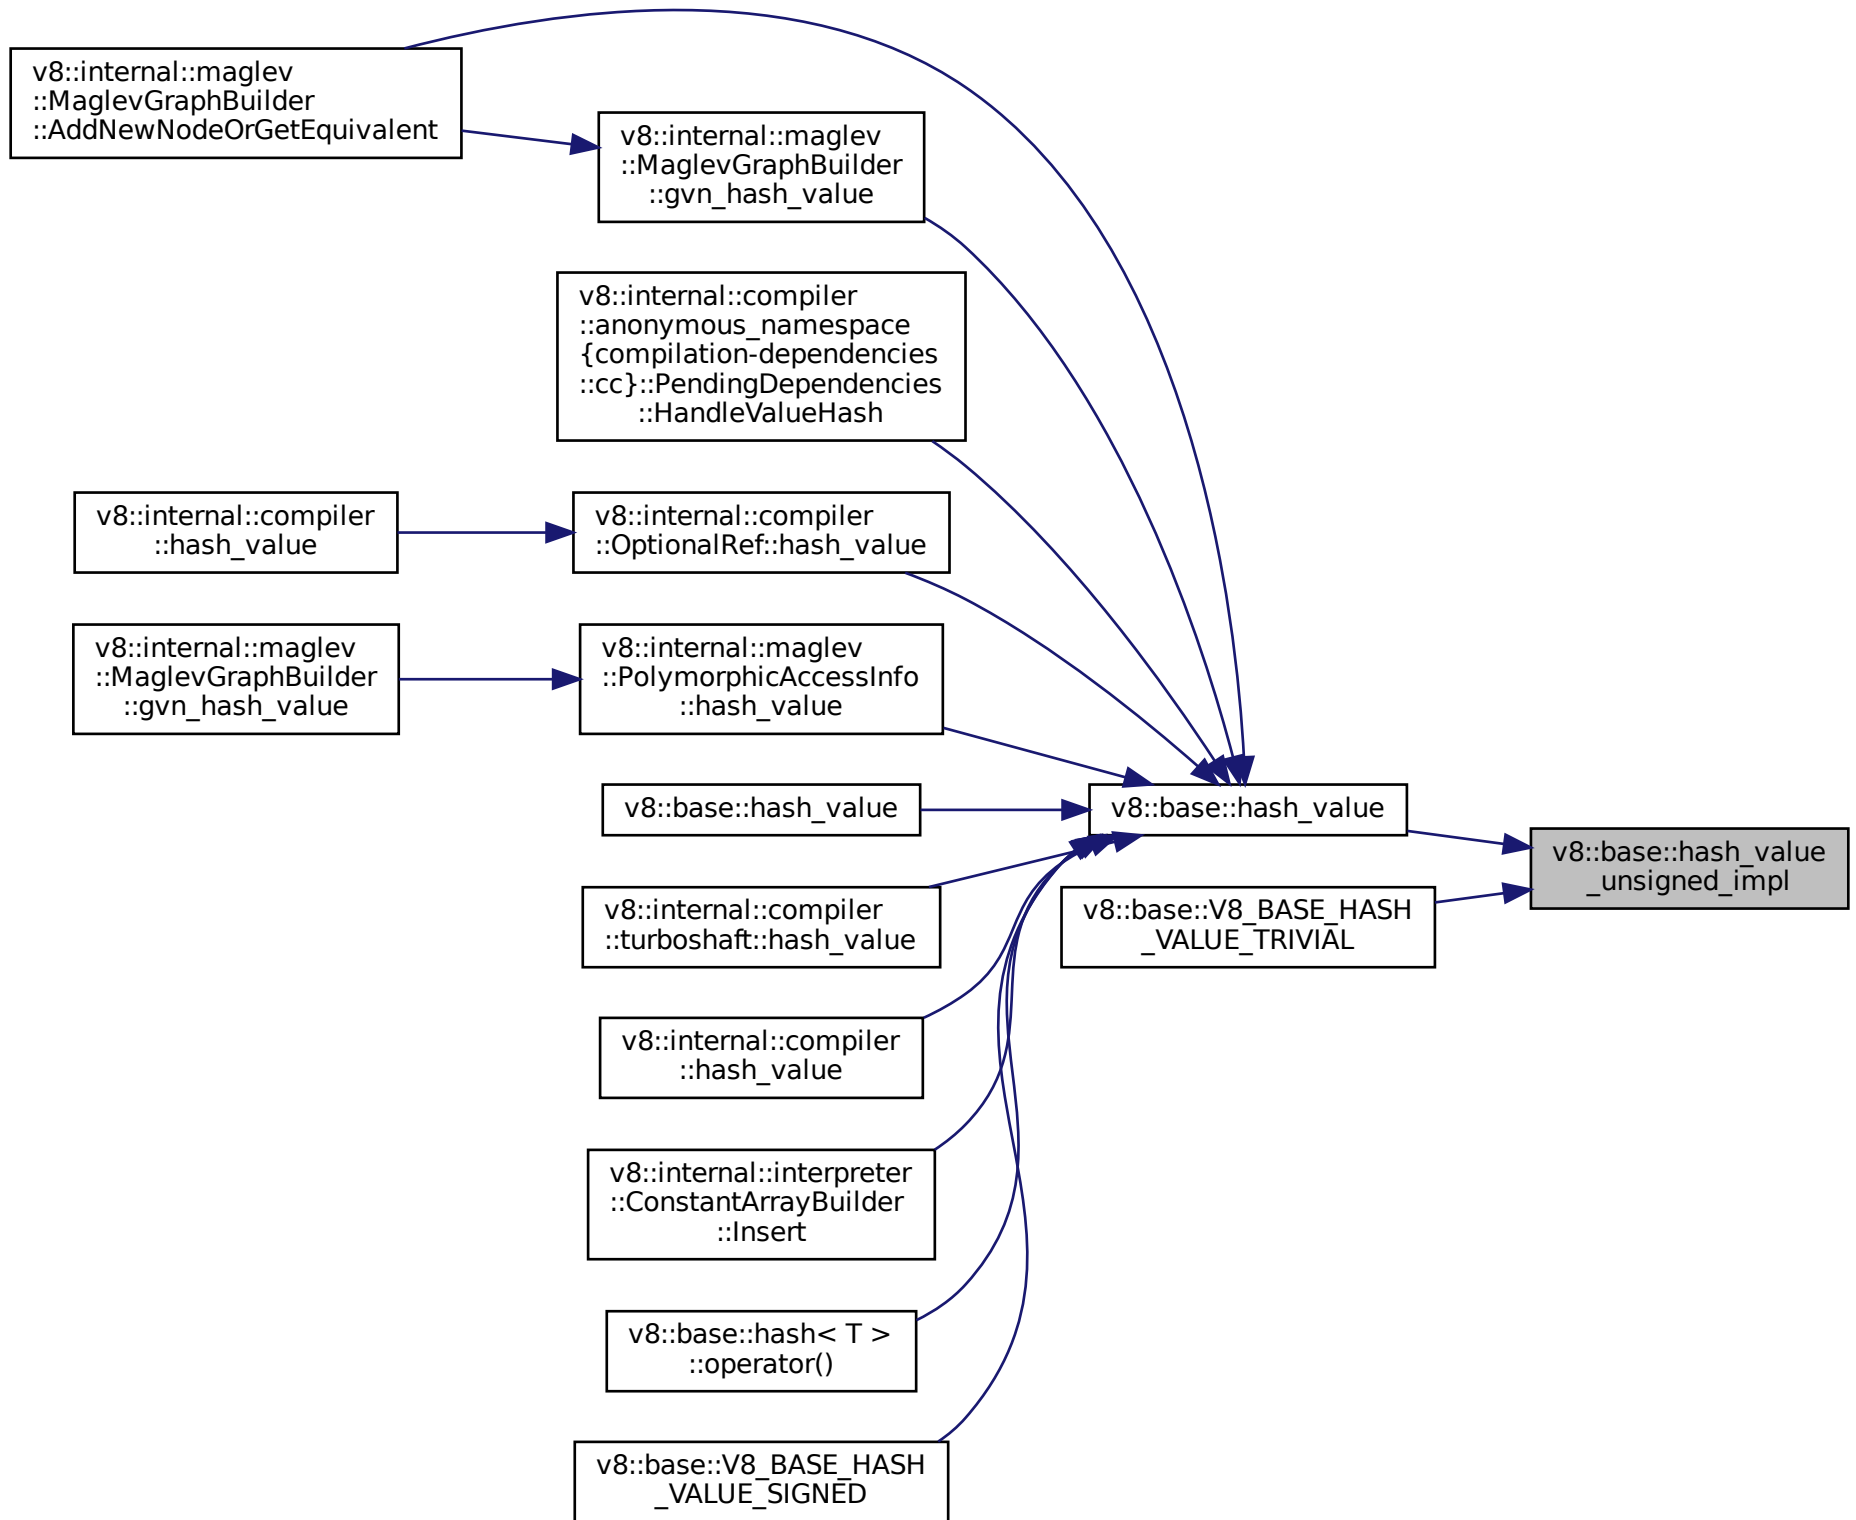 v8::internal::maglev
::MaglevGraphBuilder
::AddNewNodeOrGetEquivalent
v8::internal::maglev
::MaglevGraphBuilder
::gvn_hash_value
v8::internal::compiler
::anonymous_namespace
{compilation-dependencies
::cc}::PendingDependencies
::HandleValueHash
v8::internal::compiler
::hash_value
v8::internal::compiler
::OptionalRef::hash_value
v8::internal::maglev
::MaglevGraphBuilder
::gvn_hash_value
v8::internal::maglev
::PolymorphicAccessInfo
::hash_value
v8::base::hash_value
v8::base::hash_value
v8::base::hash_value
_unsigned_impl
v8::internal::compiler
::turboshaft::hash_value
v8::base::V8_BASE_HASH
_VALUE_TRIVIAL
v8::internal::compiler
::hash_value
v8::internal::interpreter
::ConstantArrayBuilder
::Insert
v8::base::hash< T >
::operator()
v8::base::V8_BASE_HASH
_VALUE_SIGNED